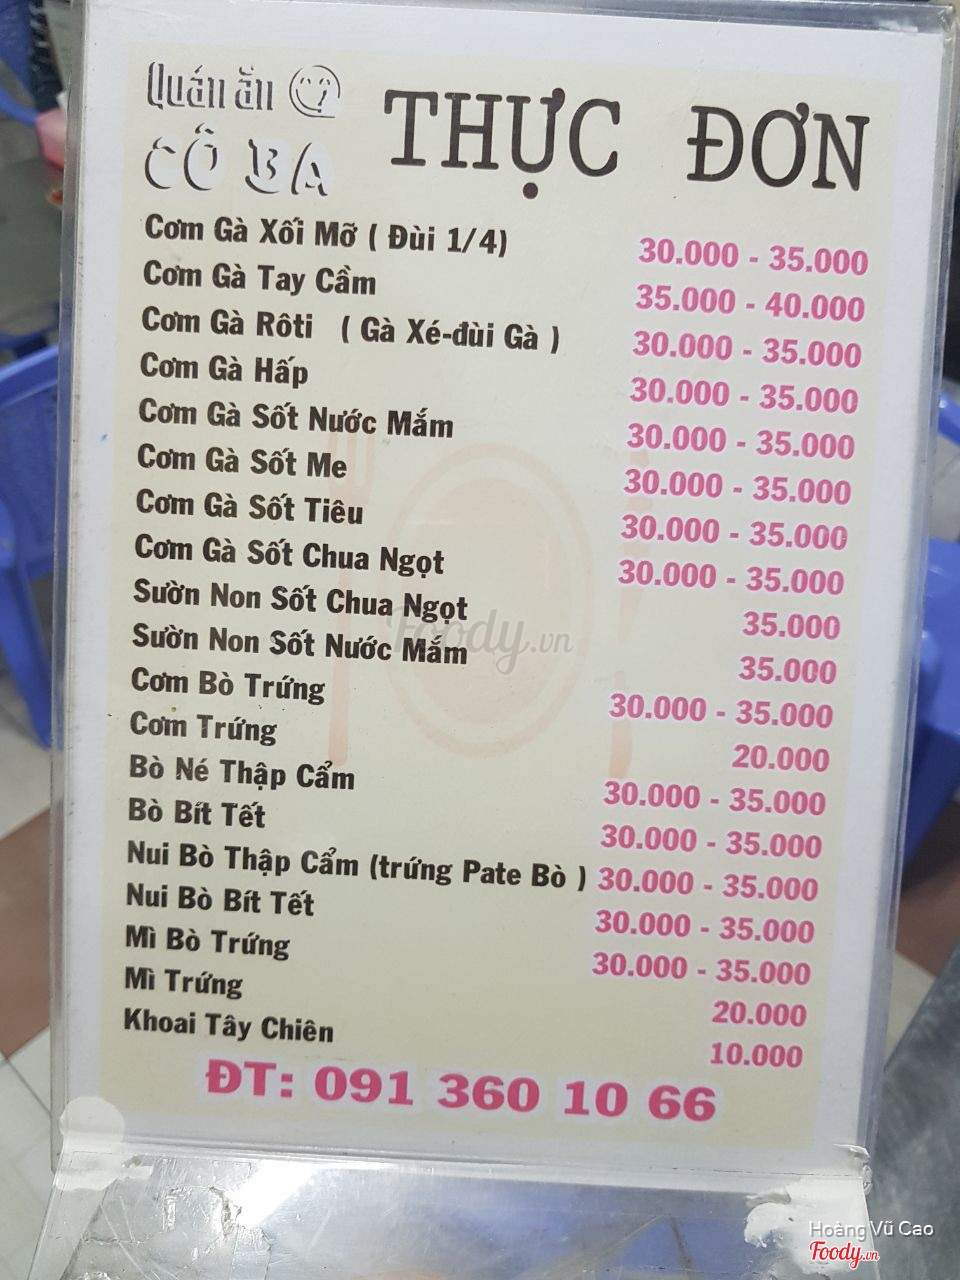 Quán ăn
CÔ BA
THỰC ĐƠN
Cơm Gà Xối Mỡ ( Đùi 1/4) 30.000 - 35.000
Cơm Gà Tay Cầm 35.000 - 40.000
Cơm Gà Rôti ( Gà Xé-đùi Gà ) 30.000 - 35.000
Cơm Gà Hấp 30.000 - 35.000
Cơm Gà Sốt Nước Mắm 30.000 - 35.000
Cơm Gà Sốt Me 30.000 - 35.000
Cơm Gà Sốt Tiêu 30.000 - 35.000
Cơm Gà Sốt Chua Ngọt 30.000 - 35.000
Sườn Non Sốt Chua Ngọt 35.000
Sườn Non Sốt Nước Mắm 35.000
Cơm Bò Trứng 30.000 - 35.000
Cơm Trứng 20.000
Bò Né Thập Cẩm 30.000 - 35.000
Bò Bít Tết 30.000 - 35.000
Nui Bò Thập Cẩm (trứng Pate Bò ) 30.000 - 35.000
Nui Bò Bít Tết 30.000 - 35.000
Mì Bò Trứng 30.000 - 35.000
Mì Trứng 20.000
Khoai Tây Chiên 10.000
ĐT: 091 360 10 66
Foody.vn
Hoàng Vũ Cao
Foody.vn